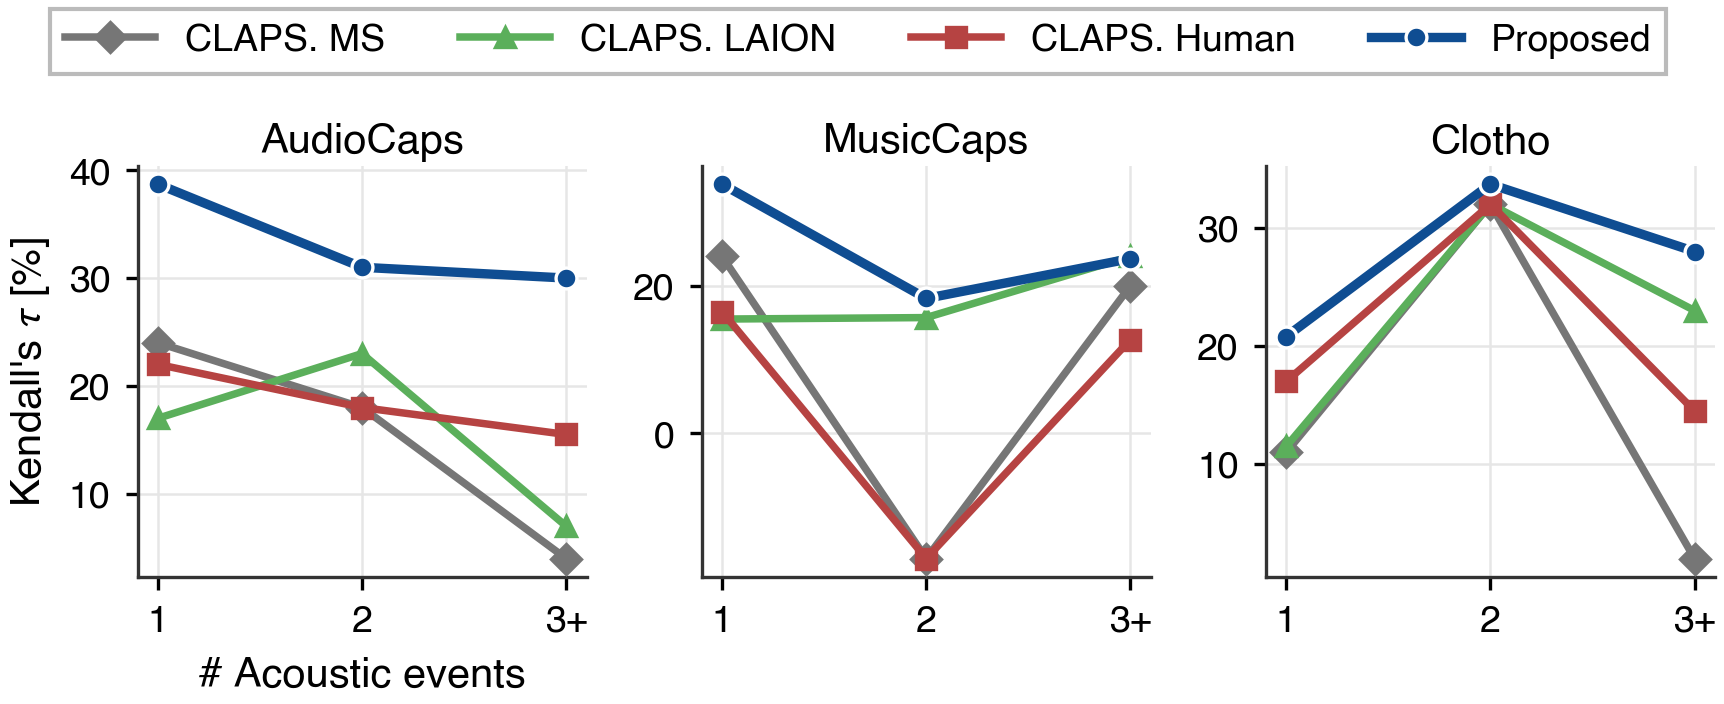 CLAPS. MS CLAPS. LAION CLAPS. Human Proposed
AudioCaps MusicCaps Clotho
Kendall's τ [%]
40
30
20
10
1 2 3+
# Acoustic events
20
0
1 2 3+
30
20
10
1 2 3+